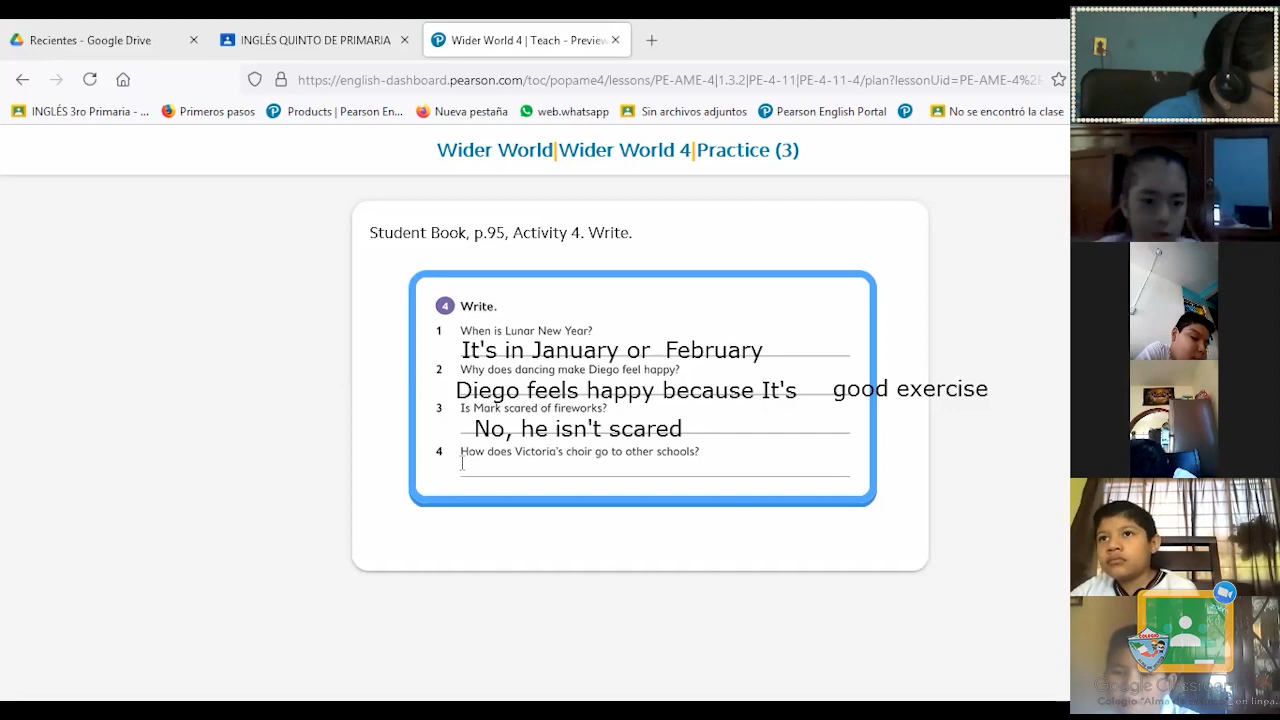 Recientes - Google Drive
INGLÉS QUINTO DE PRIMARIA
Wider World 4 | Teach - Preview
https://english-dashboard.pearson.com/toc/popame4/lessons/PE-AME-4|1.3.2|PE-4-11|PE-4-11-4/plan?lessonUid=PE-AME-4%2F
INGLÉS 3ro Primaria - ...
Primeros pasos
Products | Pearson En...
Nueva pestaña
web.whatsapp
Sin archivos adjuntos
Pearson English Portal
No se encontró la clase
Wider World|Wider World 4|Practice (3)
Student Book, p.95, Activity 4. Write.
4 Write.
1 When is Lunar New Year?
It's in January or February
2 Why does dancing make Diego feel happy?
Diego feels happy because It's good exercise
3 Is Mark scared of fireworks?
No, he isn't scared
4 How does Victoria's choir go to other schools?
COLEGIO
Google Classroom